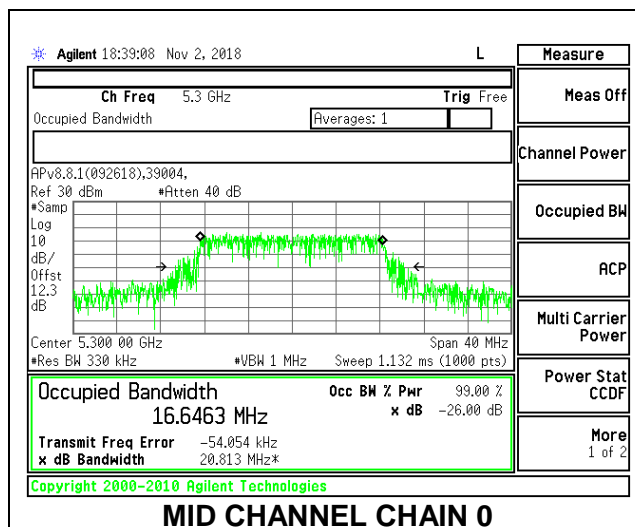 Agilent 18:39:08 Nov 2, 2018 L Measure
Ch Freq 5.3 GHz Trig Free
Meas Off
Occupied Bandwidth Averages: 1
Channel Power
APv8.8.1(092618),39004,
Ref 30 dBm #Atten 40 dB
#Samp
Log
10
dB/
Offst
12.3
dB
Occupied BW
ACP
Center 5.300 00 GHz Span 40 MHz
#Res BW 330 kHz #VBW 1 MHz Sweep 1.132 ms (1000 pts)
Multi Carrier
Power
Occupied Bandwidth Occ BW % Pwr 99.00 %
16.6463 MHz x dB -26.00 dB
Power Stat
CCDF
Transmit Freq Error -54.054 kHz
x dB Bandwidth 20.813 MHz*
More
1 of 2
Copyright 2000-2010 Agilent Technologies
MID CHANNEL CHAIN 0